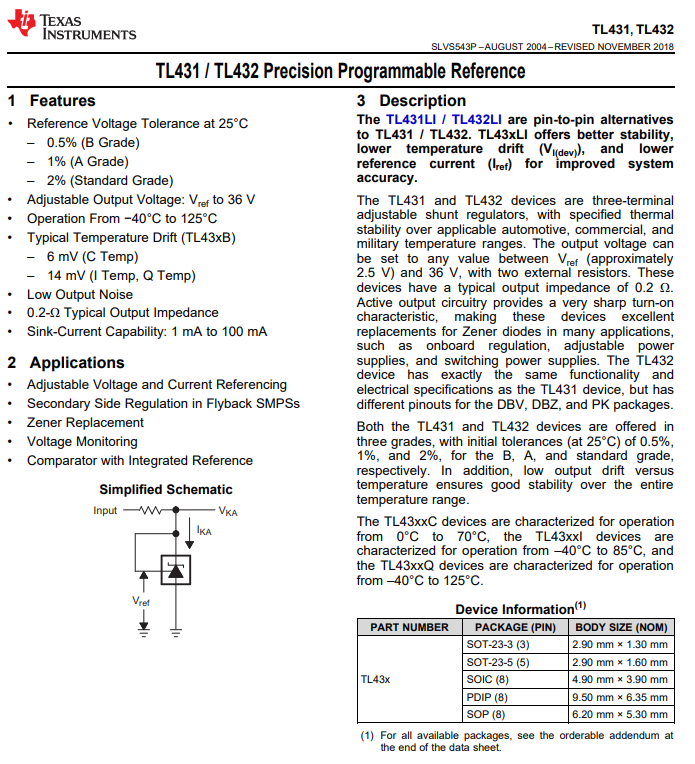 TEXAS
INSTRUMENTS
TL431, TL432
SLVS543P –AUGUST 2004–REVISED NOVEMBER 2018
TL431 / TL432 Precision Programmable Reference
1 Features
• Reference Voltage Tolerance at 25°C
– 0.5% (B Grade)
– 1% (A Grade)
– 2% (Standard Grade)
• Adjustable Output Voltage: Vref to 36 V
• Operation From −40°C to 125°C
• Typical Temperature Drift (TL43xB)
– 6 mV (C Temp)
– 14 mV (I Temp, Q Temp)
• Low Output Noise
• 0.2-Ω Typical Output Impedance
• Sink-Current Capability: 1 mA to 100 mA
2 Applications
• Adjustable Voltage and Current Referencing
• Secondary Side Regulation in Flyback SMPSs
• Zener Replacement
• Voltage Monitoring
• Comparator with Integrated Reference
Simplified Schematic
Input
VKA
IKA
Vref
3 Description
The TL431LI / TL432LI are pin-to-pin alternatives
to TL431 / TL432. TL43xLI offers better stability,
lower temperature drift (VI(dev)), and lower
reference current (Iref) for improved system
accuracy.
The TL431 and TL432 devices are three-terminal
adjustable shunt regulators, with specified thermal
stability over applicable automotive, commercial, and
military temperature ranges. The output voltage can
be set to any value between Vref (approximately
2.5 V) and 36 V, with two external resistors. These
devices have a typical output impedance of 0.2 Ω.
Active output circuitry provides a very sharp turn-on
characteristic, making these devices excellent
replacements for Zener diodes in many applications,
such as onboard regulation, adjustable power
supplies, and switching power supplies. The TL432
device has exactly the same functionality and
electrical specifications as the TL431 device, but has
different pinouts for the DBV, DBZ, and PK packages.
Both the TL431 and TL432 devices are offered in
three grades, with initial tolerances (at 25°C) of 0.5%,
1%, and 2%, for the B, A, and standard grade,
respectively. In addition, low output drift versus
temperature ensures good stability over the entire
temperature range.
The TL43xxC devices are characterized for operation
from 0°C to 70°C, the TL43xxI devices are
characterized for operation from –40°C to 85°C, and
the TL43xxQ devices are characterized for operation
from –40°C to 125°C.
Device Information(1)
PART NUMBER PACKAGE (PIN) BODY SIZE (NOM)
TL43x
SOT-23-3 (3) 2.90 mm × 1.30 mm
SOT-23-5 (5) 2.90 mm × 1.60 mm
SOIC (8) 4.90 mm × 3.90 mm
PDIP (8) 9.50 mm × 6.35 mm
SOP (8) 6.20 mm × 5.30 mm
(1) For all available packages, see the orderable addendum at
the end of the data sheet.